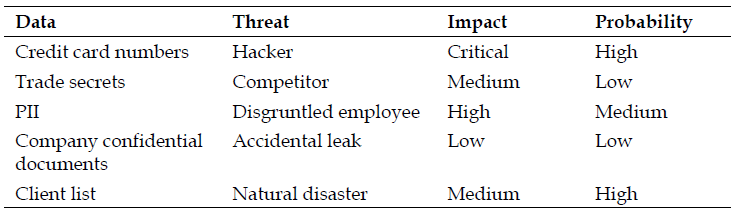 Data Threat Impact Probability
Credit card numbers Hacker Critical High
Trade secrets Competitor Medium Low
PII Disgruntled employee High Medium
Company confidential Accidental leak Low Low
documents
Client list Natural disaster Medium High